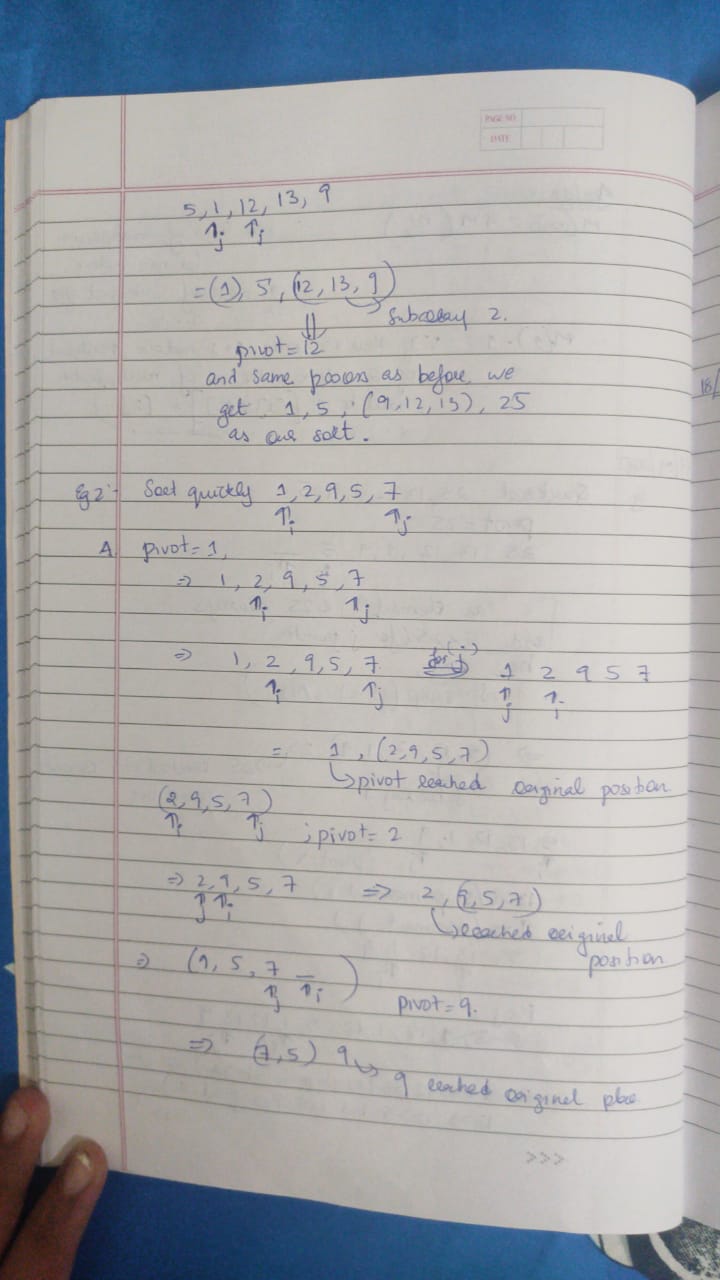 PAGE NO.
DATE
5, 1, 12, 13, 9
↑j ↑i
= (1), 5, (12, 13, 9)
subarray 2.
⇓
pivot = 12
and same process as before we
get 1, 5, (9, 12, 13), 25
as our sort.
Eg 2:- Sort quickly 1, 2, 9, 5, 7
↑i ↑j
A. pivot = 1,
⇒ 1, 2, 9, 5, 7
↑i ↑j
⇒ 1, 2, 9, 5, 7 for (j) 1 2 9 5 7
↑i ↑j ↑j ↑i
= 1, (2, 9, 5, 7)
↳ pivot reached original position.
(2, 9, 5, 7)
↑i ↑j ; pivot = 2
⇒ 2, 9, 5, 7 ⇒ 2, (9, 5, 7)
↑j ↑i ↳ reached original
position
⇒ (9, 5, 7 _ )
↑j ↑i pivot = 9.
⇒ (7, 5) 9
↳ 9 reached original place
>>>
18/